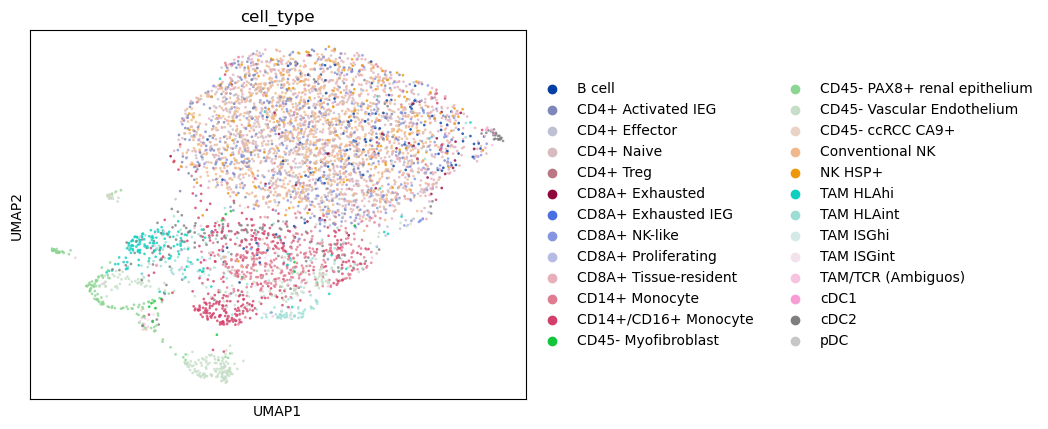 cell_type
UMAP2
UMAP1
B cell
CD4+ Activated IEG
CD4+ Effector
CD4+ Naive
CD4+ Treg
CD8A+ Exhausted
CD8A+ Exhausted IEG
CD8A+ NK-like
CD8A+ Proliferating
CD8A+ Tissue-resident
CD14+ Monocyte
CD14+/CD16+ Monocyte
CD45- Myofibroblast
CD45- PAX8+ renal epithelium
CD45- Vascular Endothelium
CD45- ccRCC CA9+
Conventional NK
NK HSP+
TAM HLAhi
TAM HLAint
TAM ISGhi
TAM ISGint
TAM/TCR (Ambiguos)
cDC1
cDC2
pDC